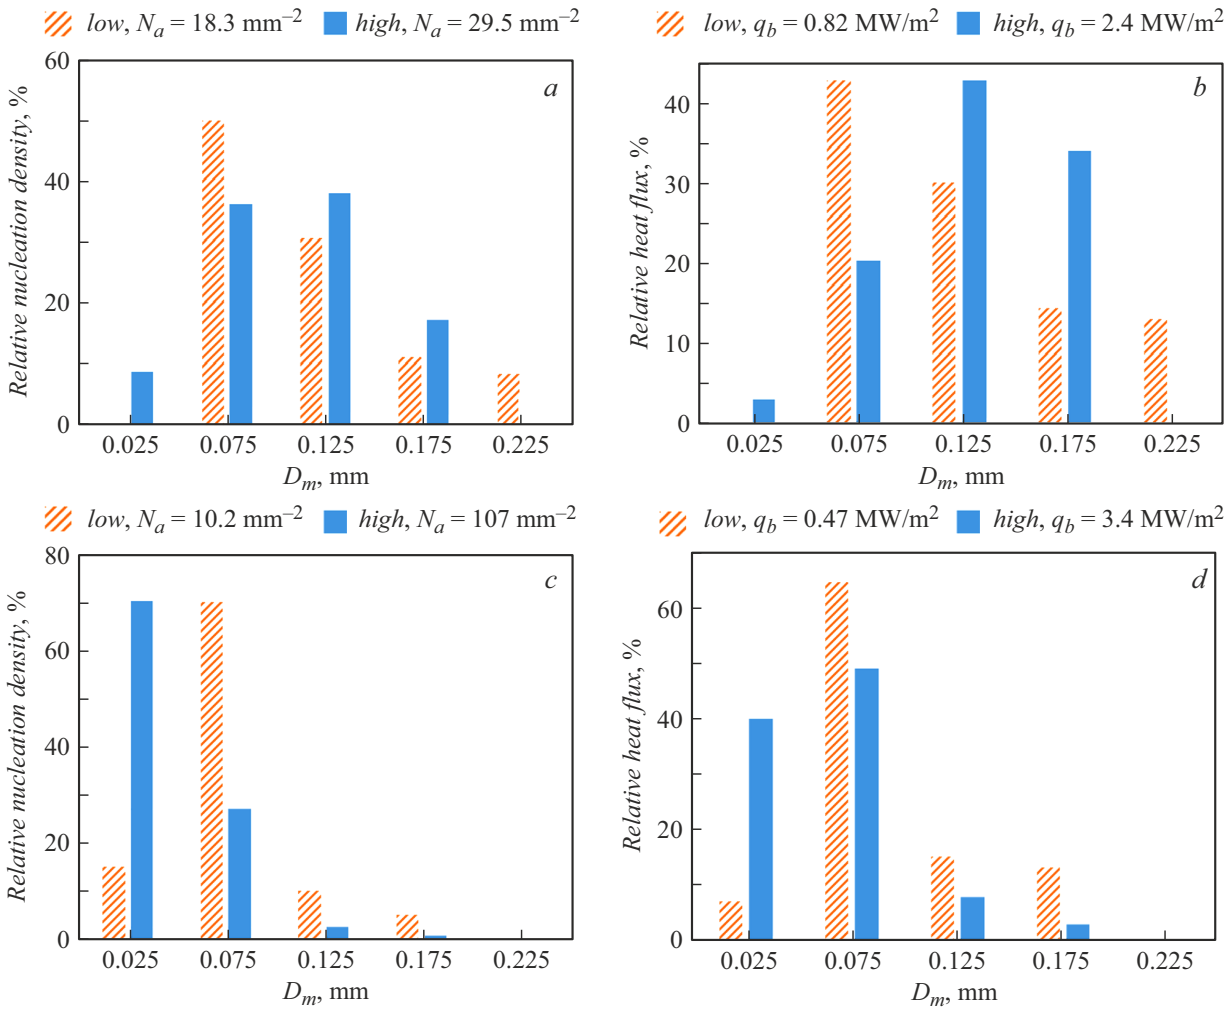 low, Nₐ = 18.3 mm⁻² high, Nₐ = 29.5 mm⁻²
a
Relative nucleation density, %
60
40
20
0
0.025 0.075 0.125 0.175 0.225
Dₘ, mm
low, q_b = 0.82 MW/m² high, q_b = 2.4 MW/m²
b
Relative heat flux, %
40
30
20
10
0
0.025 0.075 0.125 0.175 0.225
Dₘ, mm
low, Nₐ = 10.2 mm⁻² high, Nₐ = 107 mm⁻²
c
Relative nucleation density, %
80
60
40
20
0
0.025 0.075 0.125 0.175 0.225
Dₘ, mm
low, q_b = 0.47 MW/m² high, q_b = 3.4 MW/m²
d
Relative heat flux, %
60
40
20
0
0.025 0.075 0.125 0.175 0.225
Dₘ, mm